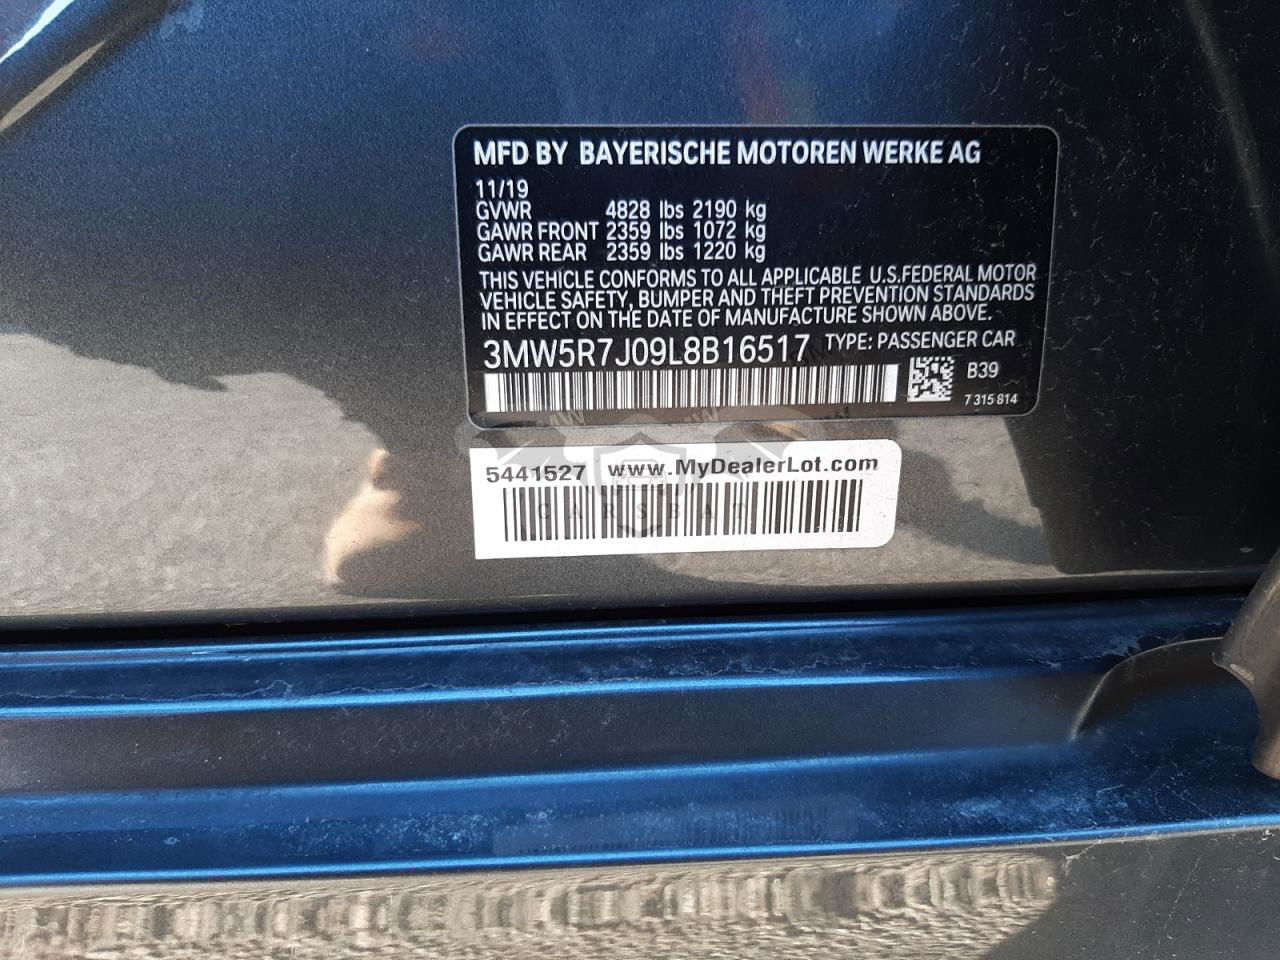 MFD BY BAYERISCHE MOTOREN WERKE AG
11/19
GVWR 4828 lbs 2190 kg
GAWR FRONT 2359 lbs 1072 kg
GAWR REAR 2359 lbs 1220 kg
THIS VEHICLE CONFORMS TO ALL APPLICABLE U.S.FEDERAL MOTOR
VEHICLE SAFETY, BUMPER AND THEFT PREVENTION STANDARDS
IN EFFECT ON THE DATE OF MANUFACTURE SHOWN ABOVE.
3MW5R7J09L8B16517 TYPE: PASSENGER CAR
B39
7 315 814
5441527 www.MyDealerLot.com
CARSBAT